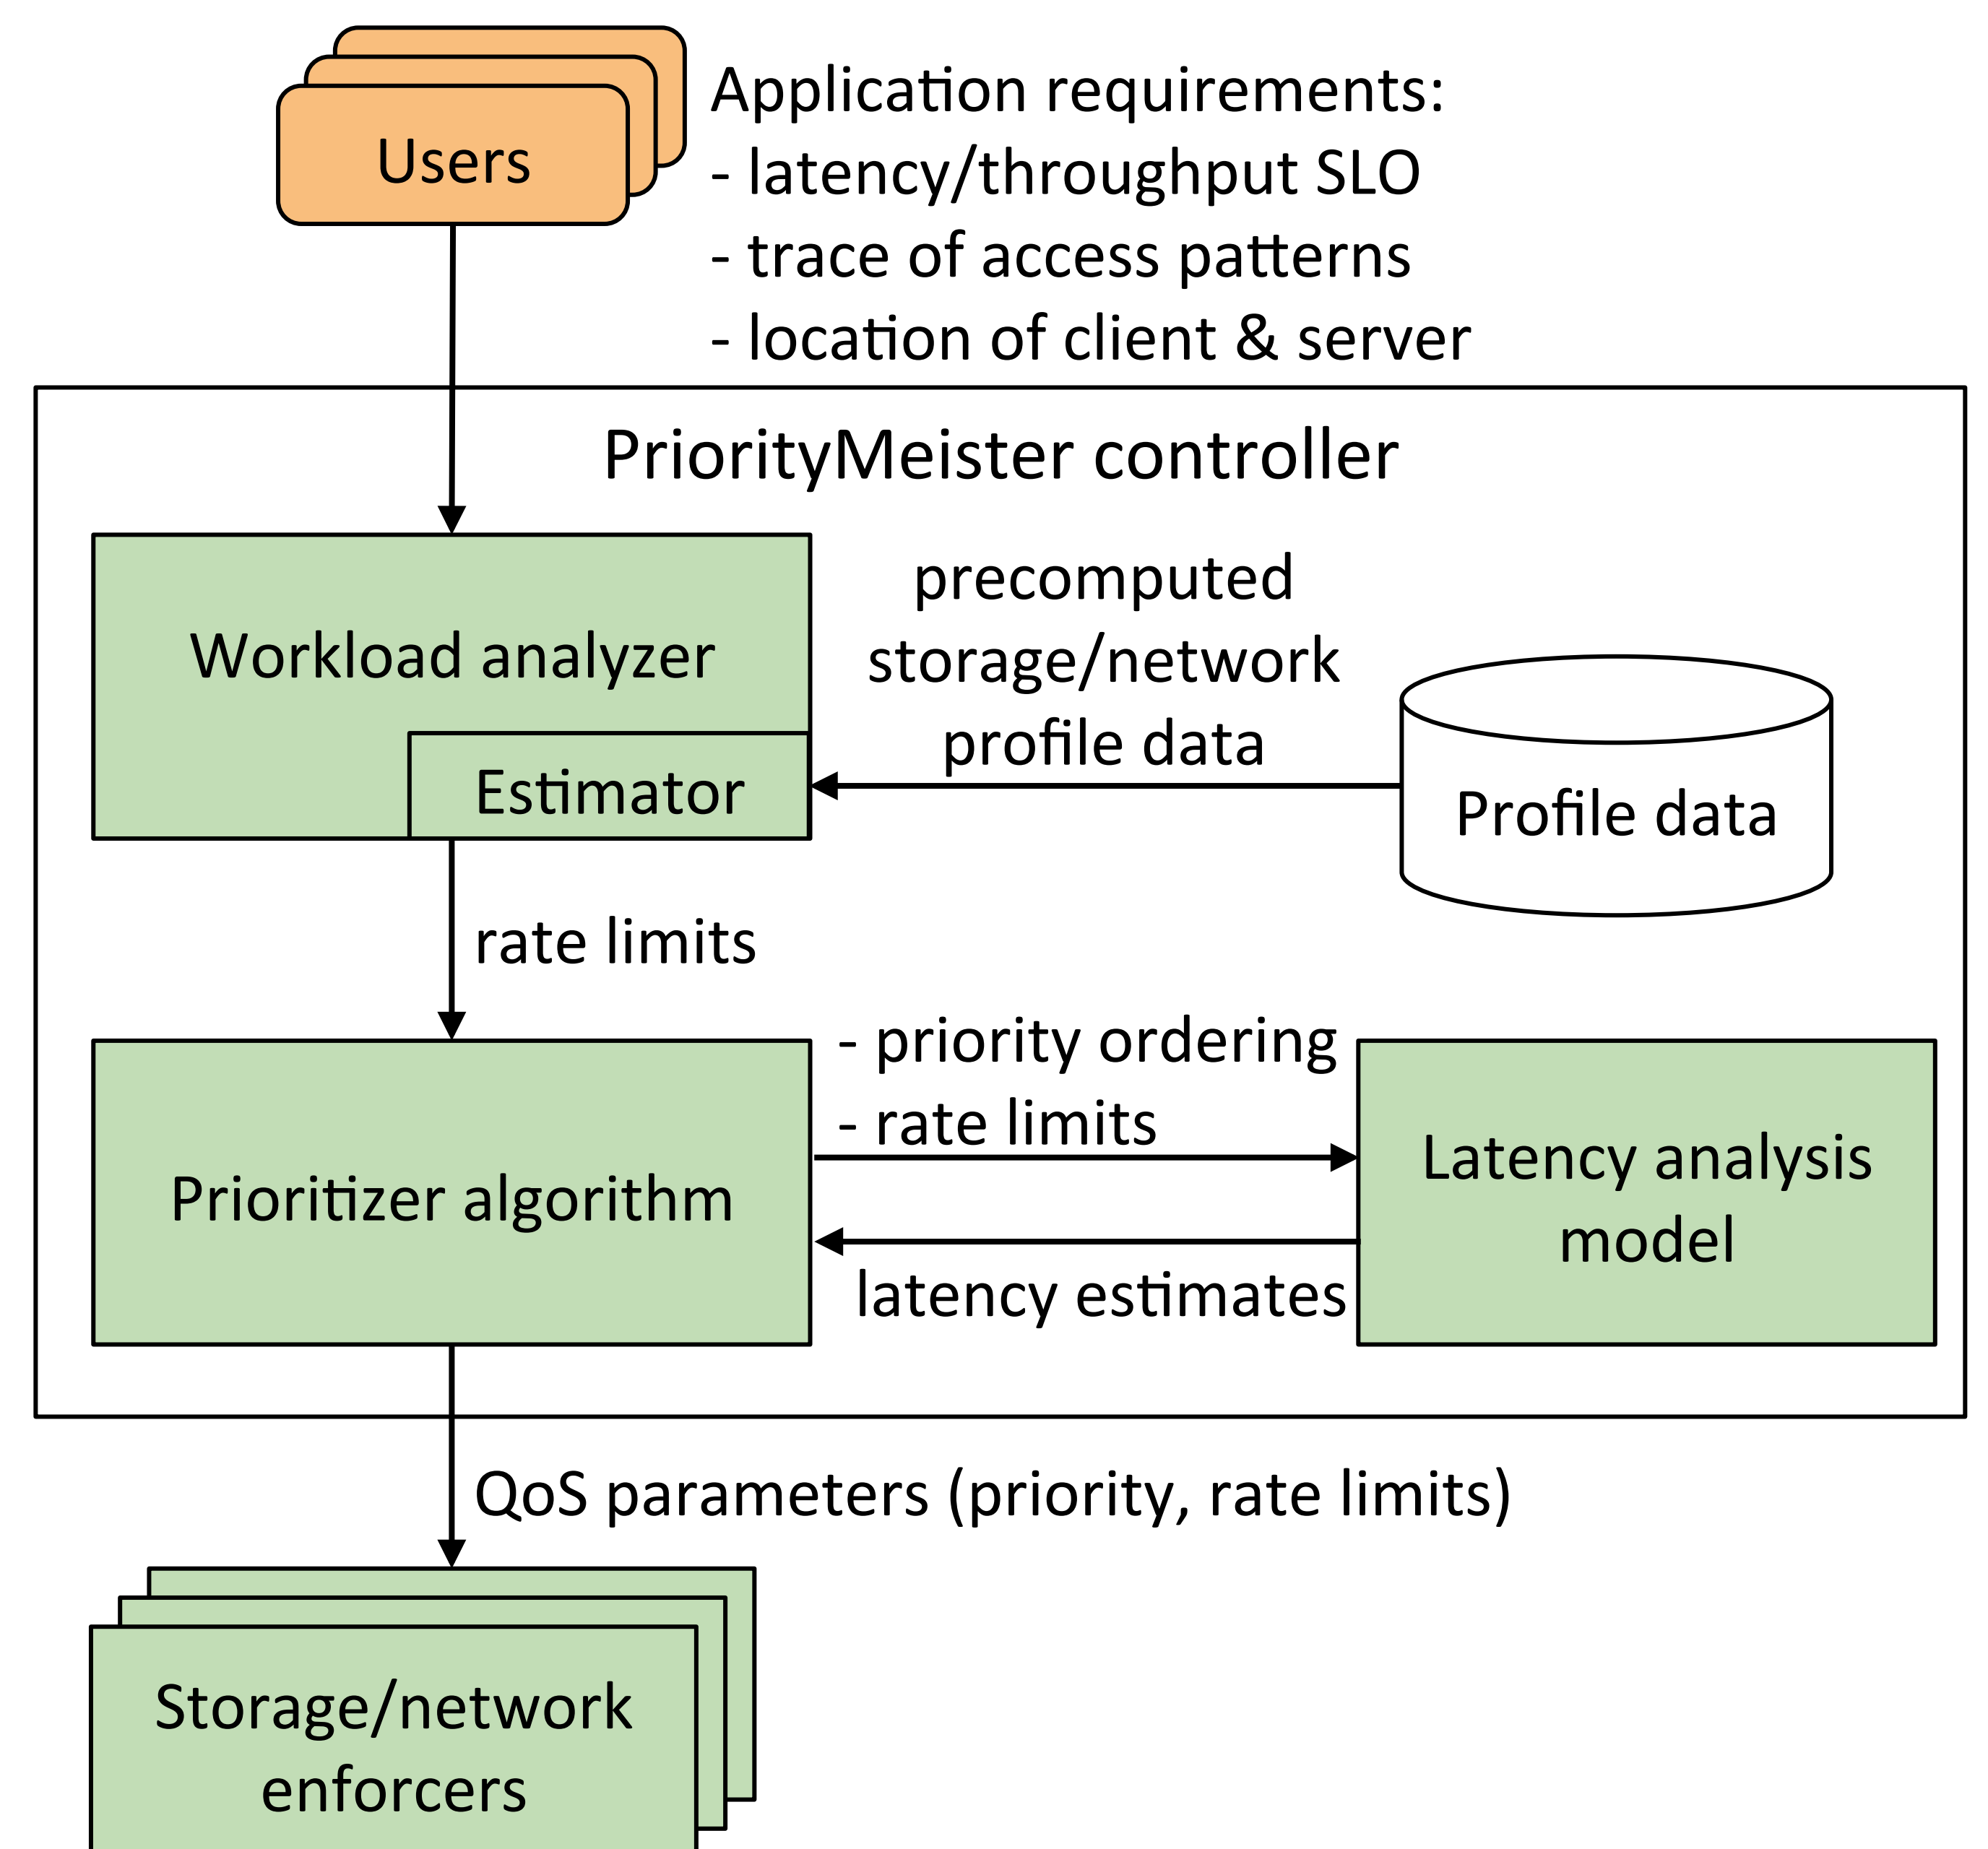 Users
Application requirements:
- latency/throughput SLO
- trace of access patterns
- location of client & server
PriorityMeister controller
Workload analyzer
Estimator
precomputed
storage/network
profile data
Profile data
rate limits
Prioritizer algorithm
- priority ordering
- rate limits
latency estimates
Latency analysis
model
QoS parameters (priority, rate limits)
Storage/network
enforcers